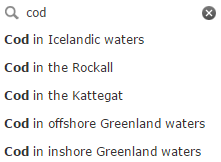 cod
Cod in Icelandic waters
Cod in the Rockall
Cod in the Kattegat
Cod in offshore Greenland waters
Cod in inshore Greenland waters